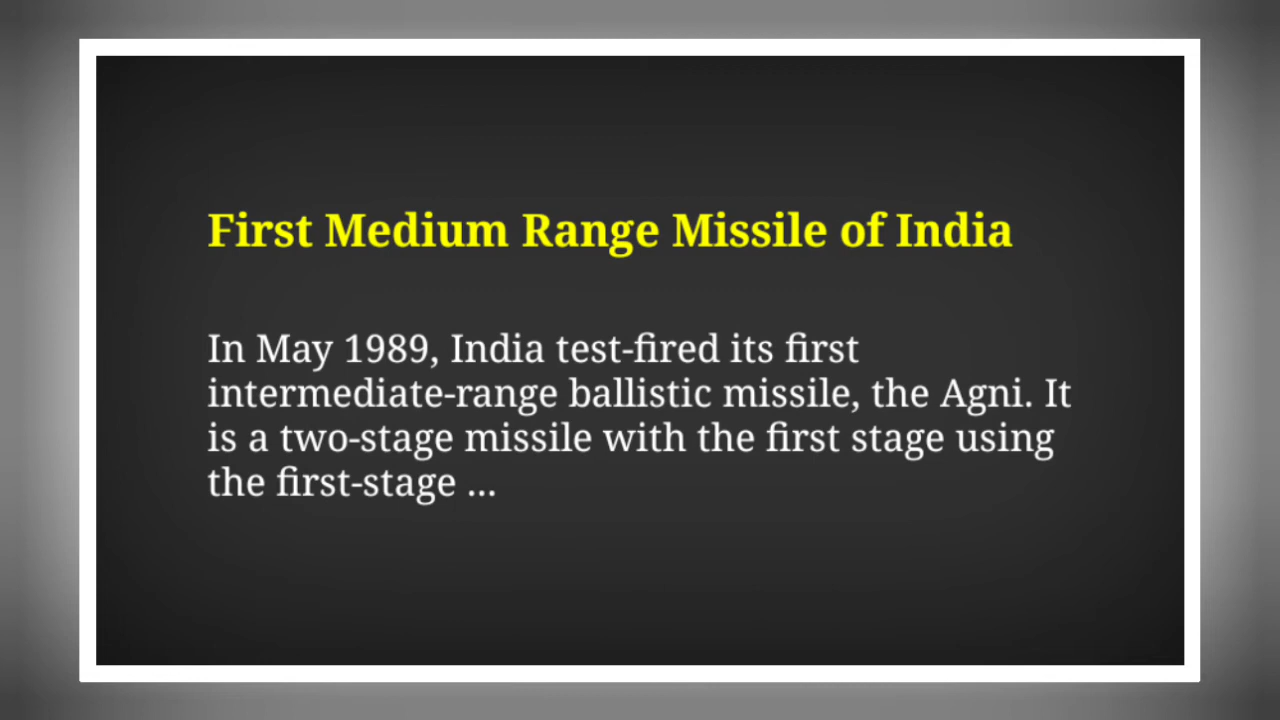 First Medium Range Missile of India
In May 1989, India test-fired its first
intermediate-range ballistic missile, the Agni. It
is a two-stage missile with the first stage using
the first-stage ...